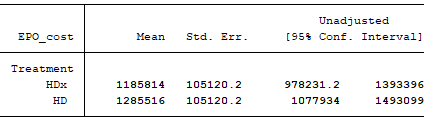 Unadjusted
EPO_cost Mean Std. Err. [95% Conf. Interval]
Treatment
HDx 1185814 105120.2 978231.2 1393396
HD 1285516 105120.2 1077934 1493099